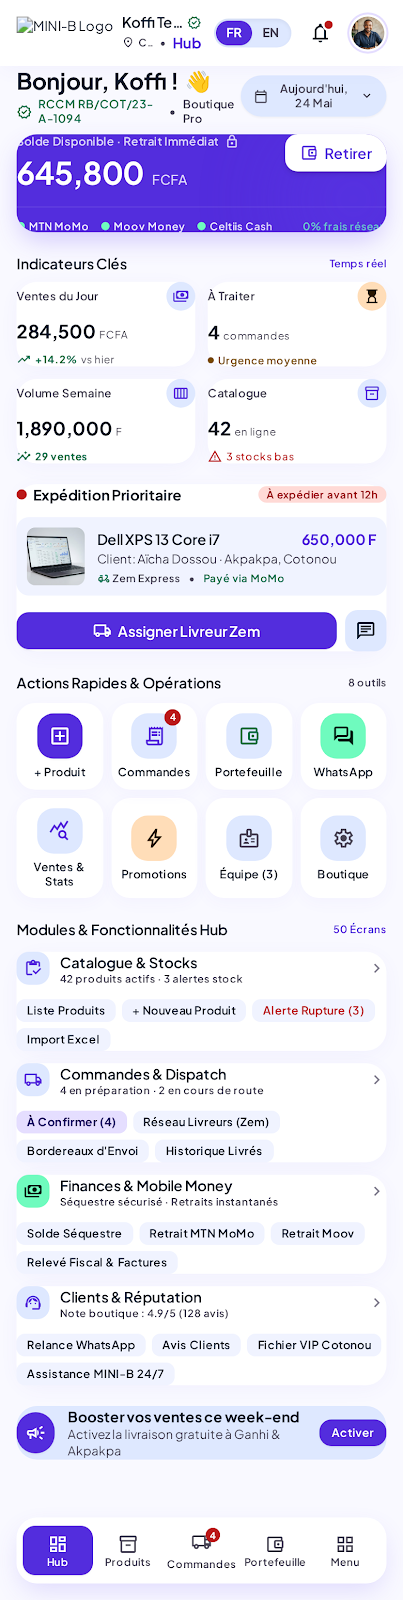 MINI-B Logo
Koffi Te...
C... • Hub
FR EN
Bonjour, Koffi ! 👋
RCCM RB/COT/23-A-1094 • Boutique Pro
Aujourd'hui, 24 Mai
Solde Disponible · Retrait Immédiat
645,800 FCFA
Retirer
MTN MoMo Moov Money Celtiis Cash 0% frais
Indicateurs Clés Temps réel
Ventes du Jour
284,500 FCFA
+14.2% vs hier
À Traiter
4 commandes
Urgence moyenne
Volume Semaine
1,890,000 F
29 ventes
Catalogue
42 en ligne
3 stocks bas
Expédition Prioritaire À expédier avant 12h
Dell XPS 13 Core i7 650,000 F
Client: Aïcha Dossou · Akpakpa, Cotonou
Zem Express • Payé via MoMo
Assigner Livreur Zem
Actions Rapides & Opérations 8 outils
+ Produit
4
Commandes
Portefeuille
WhatsApp
Ventes & Stats
Promotions
Équipe (3)
Boutique
Modules & Fonctionnalités Hub 50 Écrans
Catalogue & Stocks
42 produits actifs · 3 alertes stock
Liste Produits + Nouveau Produit Alerte Rupture (3)
Import Excel
Commandes & Dispatch
4 en préparation · 2 en cours de route
À Confirmer (4) Réseau Livreurs (Zem)
Bordereaux d'Envoi Historique Livrés
Finances & Mobile Money
Séquestre sécurisé · Retraits instantanés
Solde Séquestre Retrait MTN MoMo Retrait Moov
Relevé Fiscal & Factures
Clients & Réputation
Note boutique : 4.9/5 (128 avis)
Relance WhatsApp Avis Clients Fichier VIP Cotonou
Assistance MINI-B 24/7
Booster vos ventes ce week-end
Activez la livraison gratuite à Ganhi &
Akpakpa
Activer
4
Hub Produits Commandes Portefeuille Menu